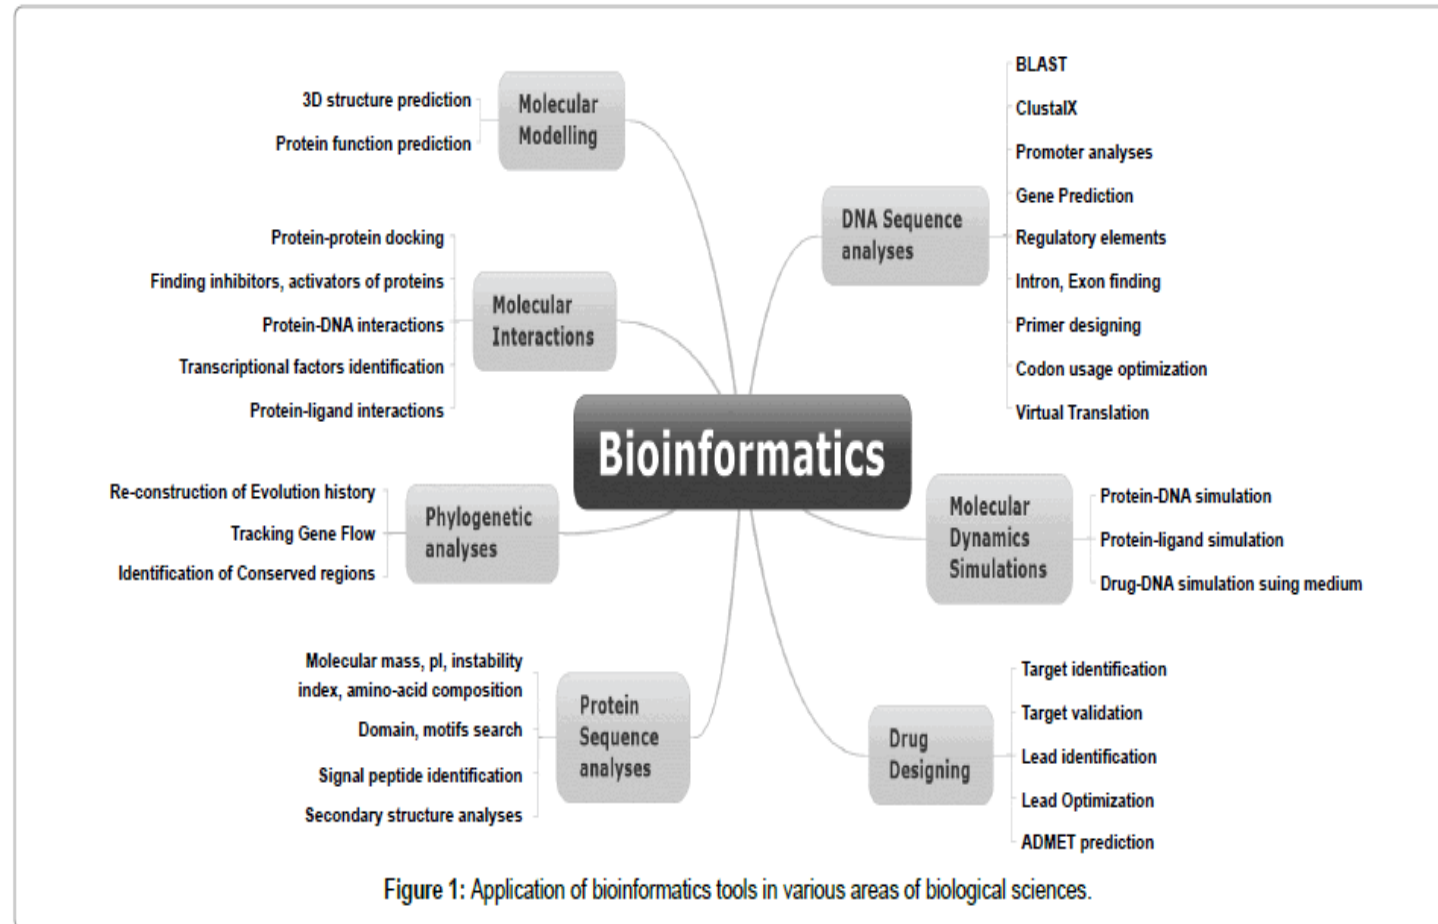 3D structure prediction
Protein function prediction
Molecular
Modelling
Protein-protein docking
Finding inhibitors, activators of proteins
Protein-DNA interactions
Transcriptional factors identification
Protein-ligand interactions
Molecular
Interactions
Re-construction of Evolution history
Tracking Gene Flow
Identification of Conserved regions
Phylogenetic
analyses
Molecular mass, pI, instability
index, amino-acid composition
Domain, motifs search
Signal peptide identification
Secondary structure analyses
Protein
Sequence
analyses
Bioinformatics
DNA Sequence
analyses
BLAST
ClustalX
Promoter analyses
Gene Prediction
Regulatory elements
Intron, Exon finding
Primer designing
Codon usage optimization
Virtual Translation
Molecular
Dynamics
Simulations
Protein-DNA simulation
Protein-ligand simulation
Drug-DNA simulation suing medium
Drug
Designing
Target identification
Target validation
Lead identification
Lead Optimization
ADMET prediction
Figure 1: Application of bioinformatics tools in various areas of biological sciences.